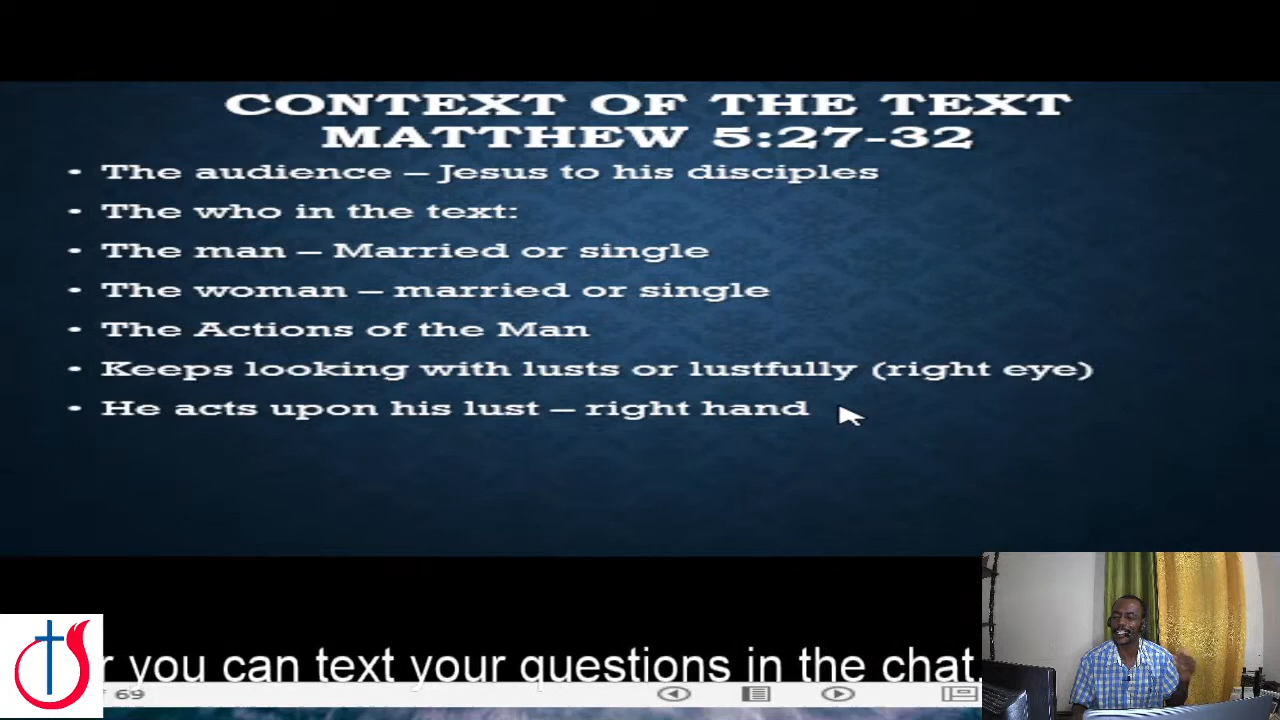 CONTEXT OF THE TEXT
MATTHEW 5:27-32
• The audience – Jesus to his disciples
• The who in the text:
• The man – Married or single
• The woman – married or single
• The Actions of the Man
• Keeps looking with lusts or lustfully (right eye)
• He acts upon his lust – right hand
you can text your questions in the chat.
69